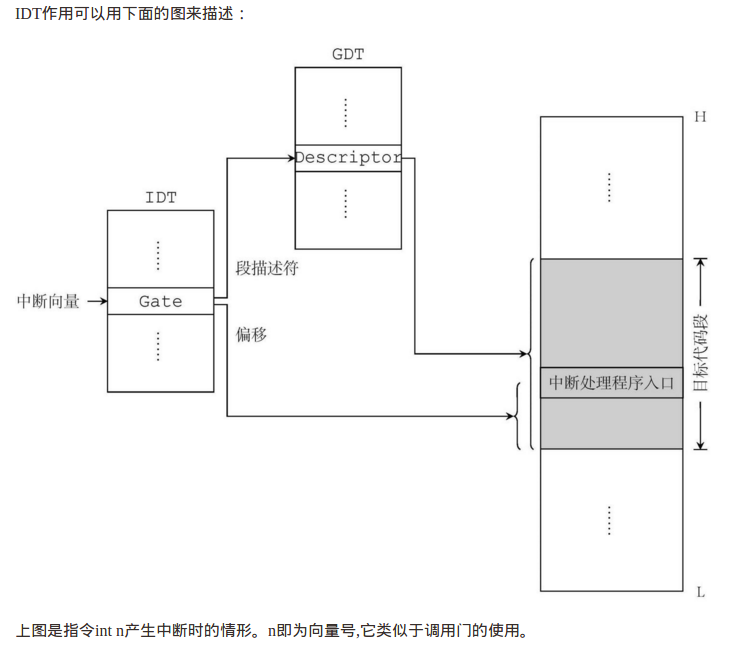 IDT作用可以用下面的图来描述：
GDT
H
Descriptor
IDT
段描述符
中断向量
Gate
偏移
目标代码段
中断处理程序入口
L
上图是指令int n产生中断时的情形。n即为向量号,它类似于调用门的使用。